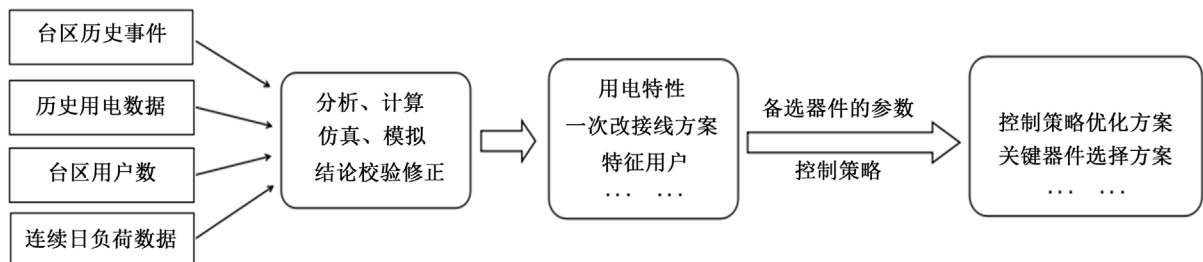 台区历史事件
历史用电数据
台区用户数
连续日负荷数据
分析、计算
仿真、模拟
结论校验修正
用电特性
一次改接线方案
特征用户
... ...
备选器件的参数
控制策略
控制策略优化方案
关键器件选择方案
... ...